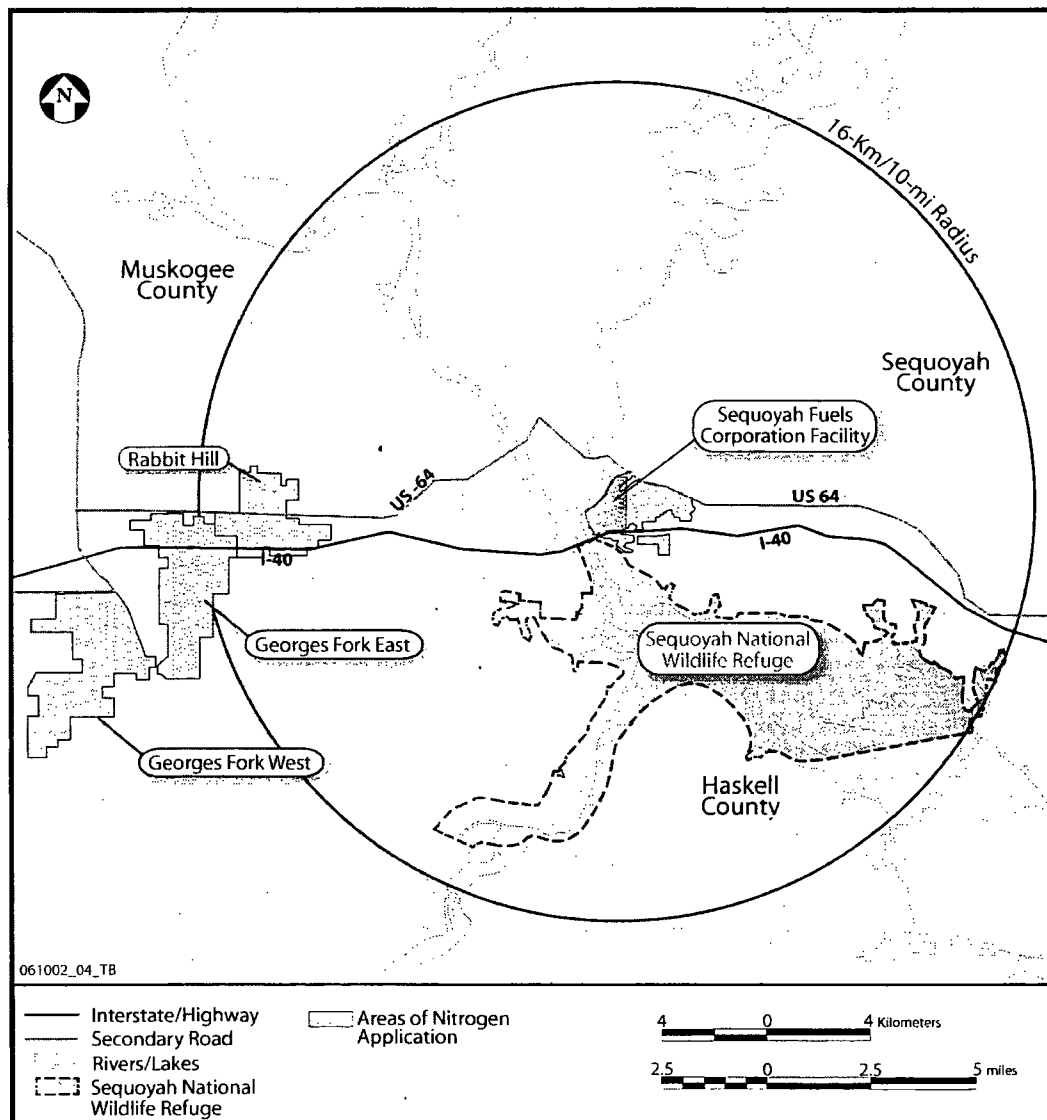 N
16-Km/10-mi Radius
Muskogee
County
Sequoyah
County
Sequoyah Fuels
Corporation Facility
Rabbit Hill
US-64
US 64
I-40
I-40
Georges Fork East
Sequoyah National
Wildlife Refuge
Georges Fork West
Haskell
County
061002_04_TB
Interstate/Highway
Secondary Road
Rivers/Lakes
Sequoyah National
Wildlife Refuge
Areas of Nitrogen
Application
4 0 4 Kilometers
2.5 0 2.5 5 miles